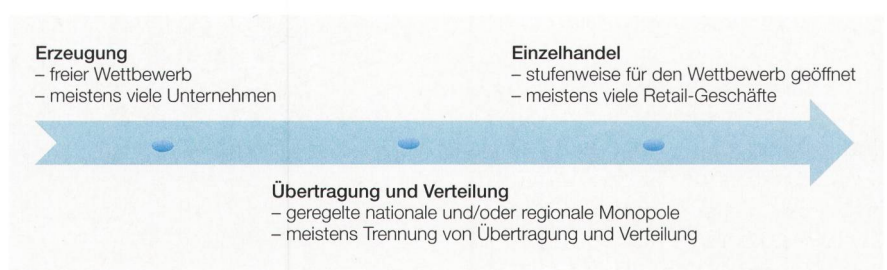 Erzeugung
– freier Wettbewerb
– meistens viele Unternehmen
Einzelhandel
– stufenweise für den Wettbewerb geöffnet
– meistens viele Retail-Geschäfte
Übertragung und Verteilung
– geregelte nationale und/oder regionale Monopole
– meistens Trennung von Übertragung und Verteilung